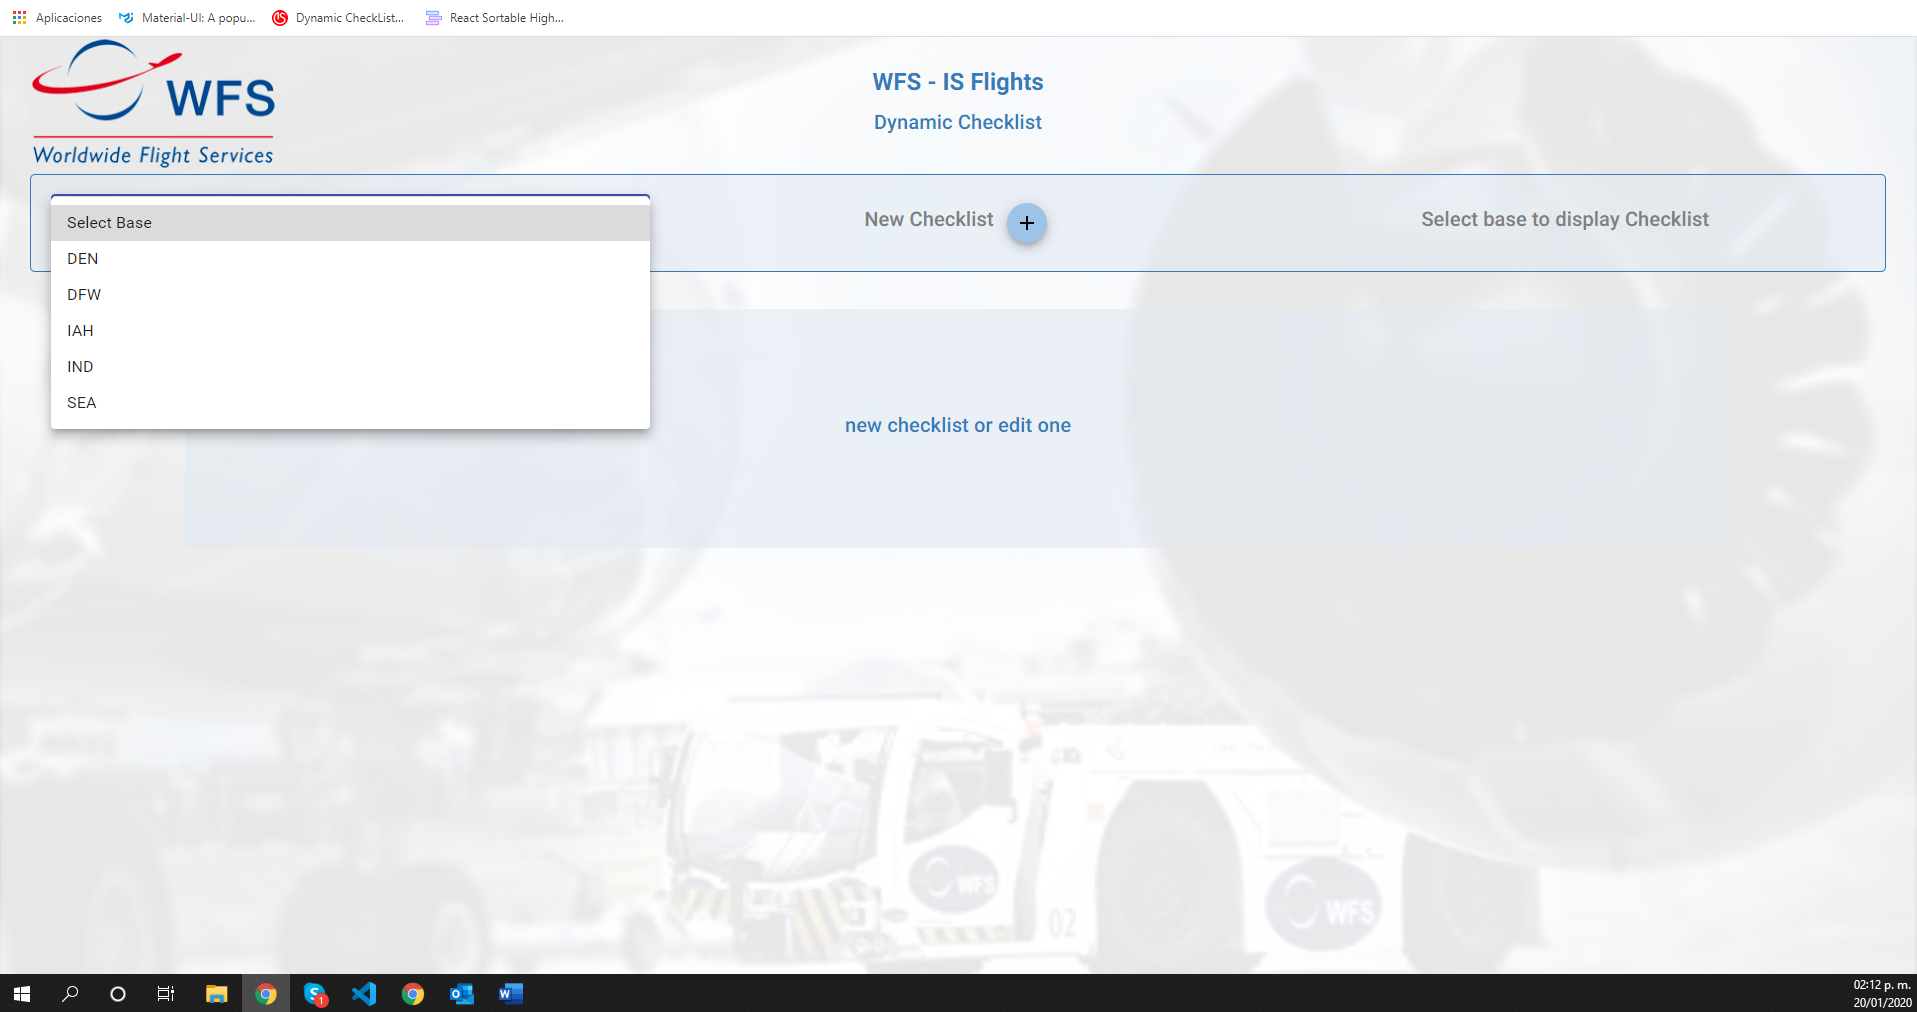 Aplicaciones
Material-UI: A popu...
Dynamic CheckList...
React Sortable High...
WFS
Worldwide Flight Services
WFS - IS Flights
Dynamic Checklist
Select Base
DEN
DFW
IAH
IND
SEA
New Checklist +
Select base to display Checklist
new checklist or edit one
WFS
02
WFS
1
02:12 p. m.
20/01/2020